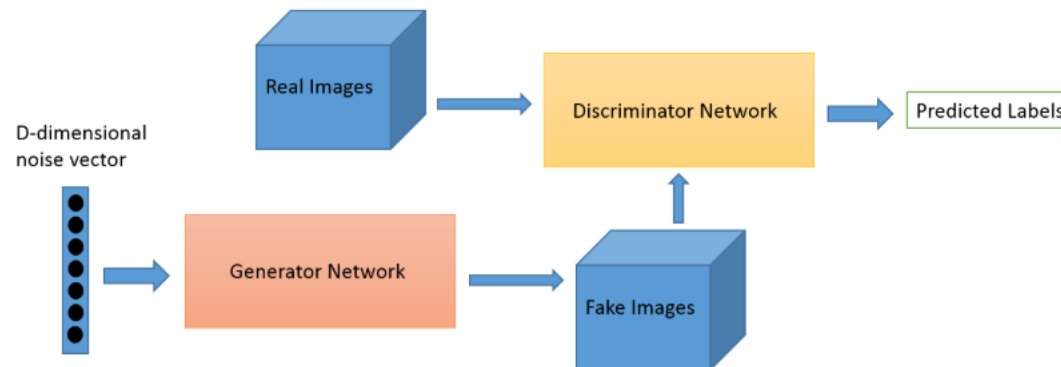 Real Images
Discriminator Network
Predicted Labels
D-dimensional
noise vector
Generator Network
Fake Images